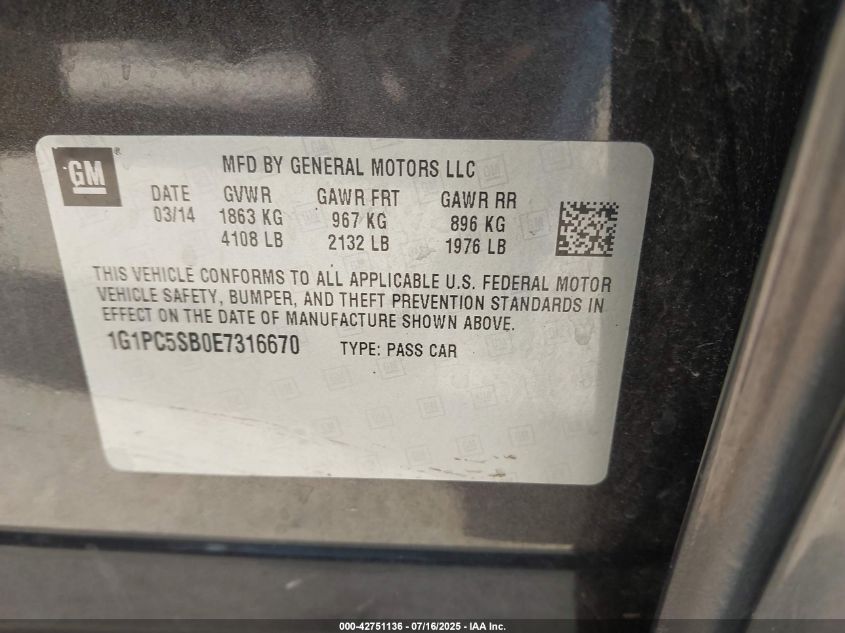 GM
MFD BY GENERAL MOTORS LLC
DATE GVWR GAWR FRT GAWR RR
03/14 1863 KG 967 KG 896 KG
4108 LB 2132 LB 1976 LB
THIS VEHICLE CONFORMS TO ALL APPLICABLE U.S. FEDERAL MOTOR
VEHICLE SAFETY, BUMPER, AND THEFT PREVENTION STANDARDS IN
EFFECT ON THE DATE OF MANUFACTURE SHOWN ABOVE.
1G1PC5SB0E7316670 TYPE: PASS CAR
000-42751136 - 07/16/2025 - IAA Inc.